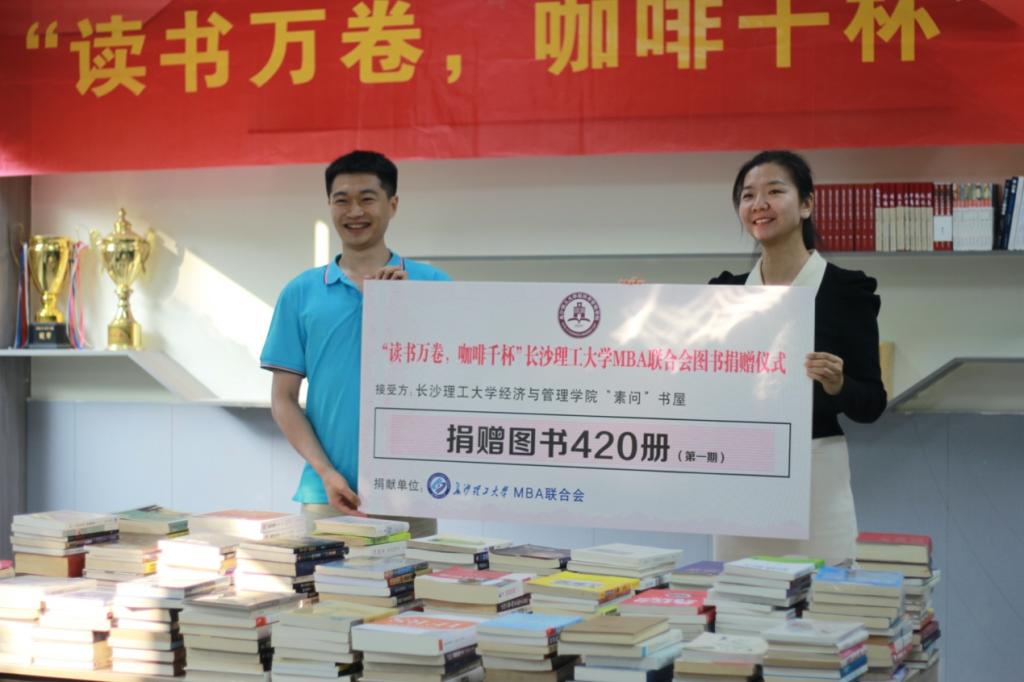 “读书万卷，咖啡千杯”
“读书万卷，咖啡千杯”长沙理工大学MBA联合会图书捐赠仪式
接受方：长沙理工大学经济与管理学院“素问”书屋
捐赠图书420册（第一期）
捐献单位：长沙理工大学 MBA联合会